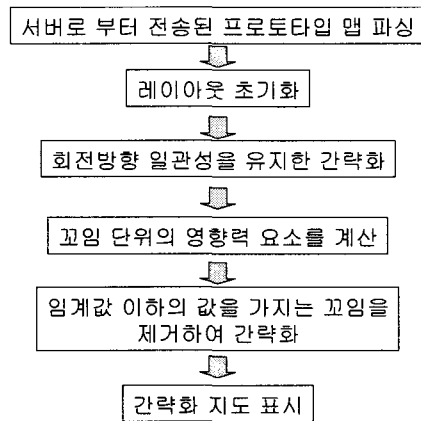 서버로 부터 전송된 프로토타입 맵 파싱
레이아웃 초기화
회전방향 일관성을 유지한 간략화
꼬임 단위의 영향력 요소를 계산
임계값 이하의 값을 가지는 꼬임을
제거하여 간략화
간략화 지도 표시